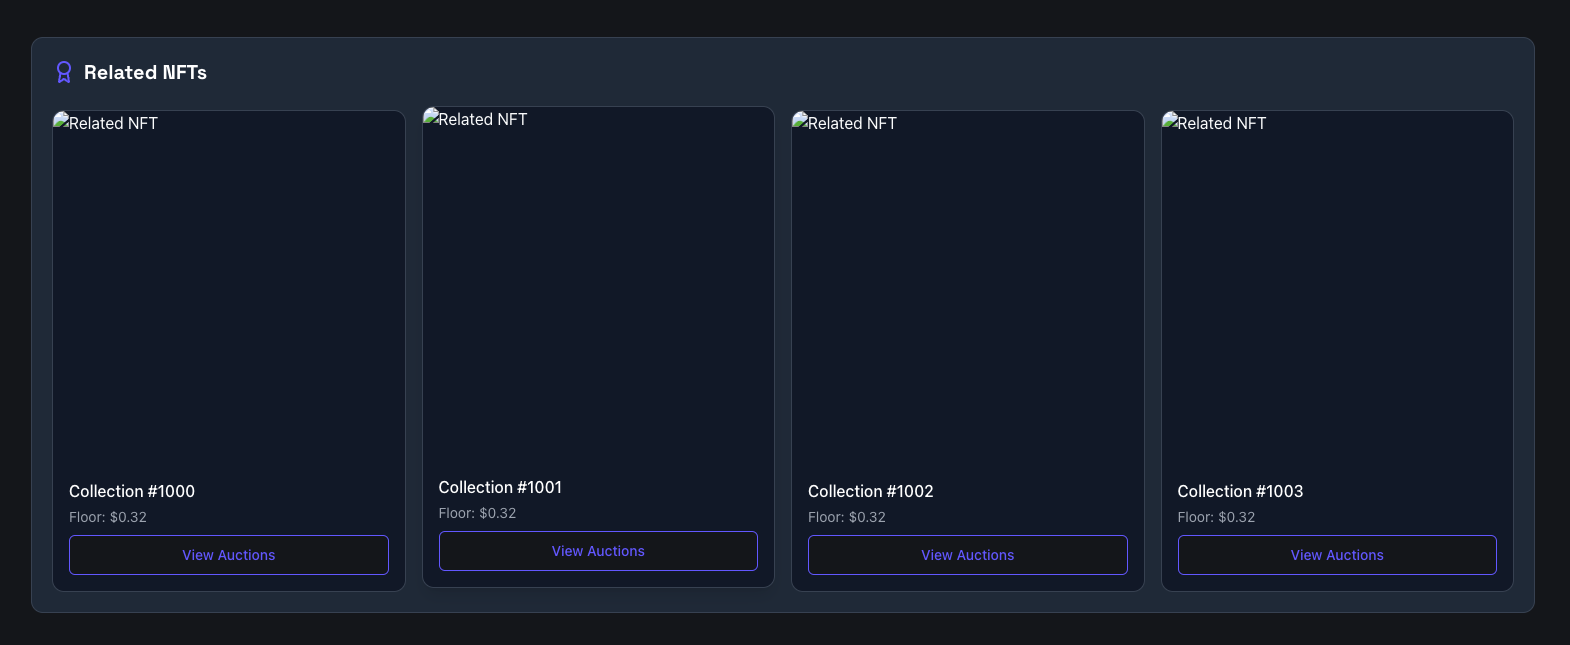 Related NFTs
Related NFT
Collection #1000
Floor: $0.32
View Auctions
Related NFT
Collection #1001
Floor: $0.32
View Auctions
Related NFT
Collection #1002
Floor: $0.32
View Auctions
Related NFT
Collection #1003
Floor: $0.32
View Auctions